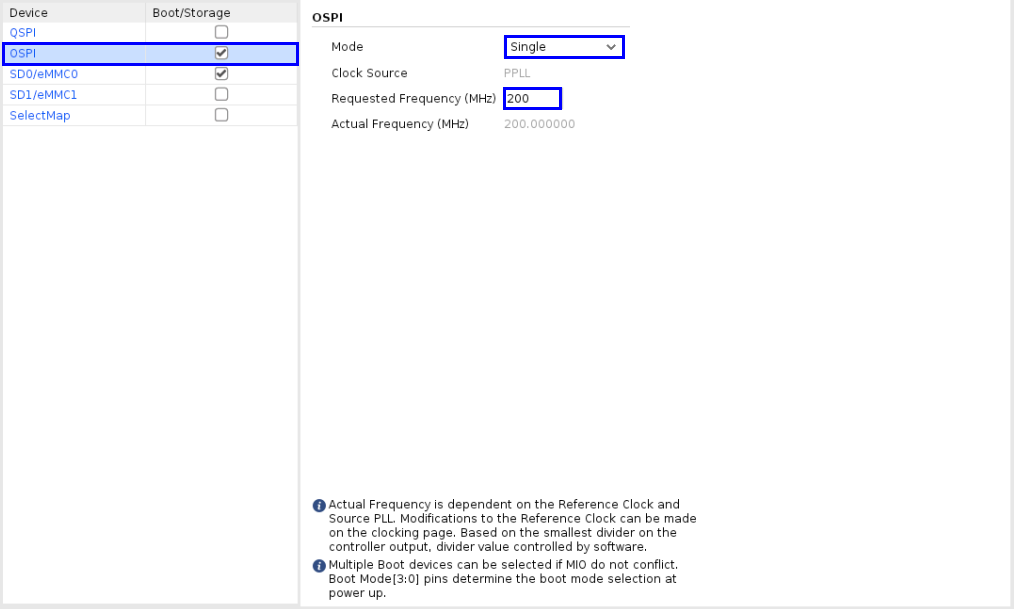 Device Boot/Storage
QSPI
OSPI
SD0/eMMC0
SD1/eMMC1
SelectMap
OSPI
Mode Single
Clock Source PPLL
Requested Frequency (MHz) 200
Actual Frequency (MHz) 200.000000
Actual Frequency is dependent on the Reference Clock and
Source PLL. Modifications to the Reference Clock can be made
on the clocking page. Based on the smallest divider on the
controller output, divider value controlled by software.
Multiple Boot devices can be selected if MIO do not conflict.
Boot Mode[3:0] pins determine the boot mode selection at
power up.